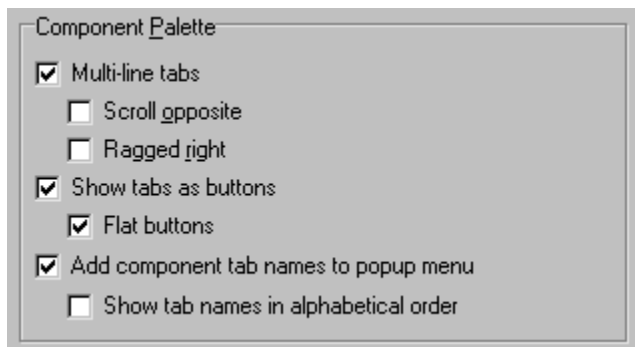 Component Palette
Multi-line tabs
Scroll opposite
Ragged right
Show tabs as buttons
Flat buttons
Add component tab names to popup menu
Show tab names in alphabetical order